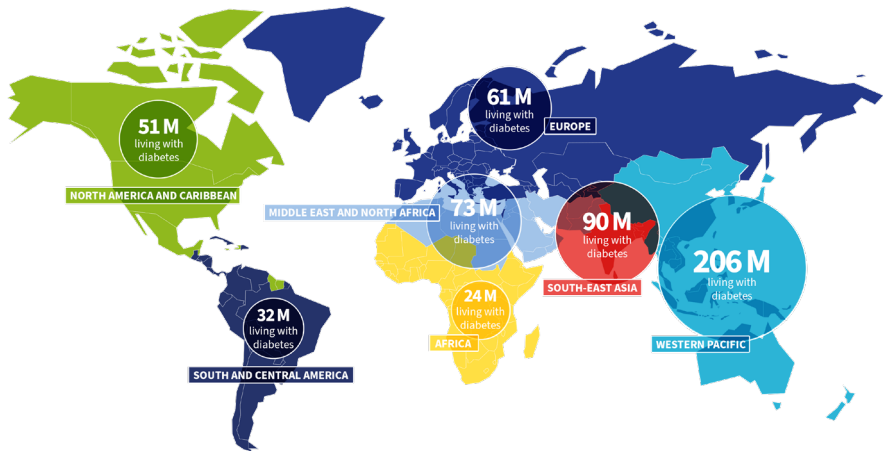 51 M
living with
diabetes
NORTH AMERICA AND CARIBBEAN
61 M
living with
diabetes
EUROPE
MIDDLE EAST AND NORTH AFRICA
73 M
living with
diabetes
90 M
living with
diabetes
SOUTH-EAST ASIA
206 M
living with
diabetes
WESTERN PACIFIC
24 M
living with
diabetes
AFRICA
32 M
living with
diabetes
SOUTH AND CENTRAL AMERICA